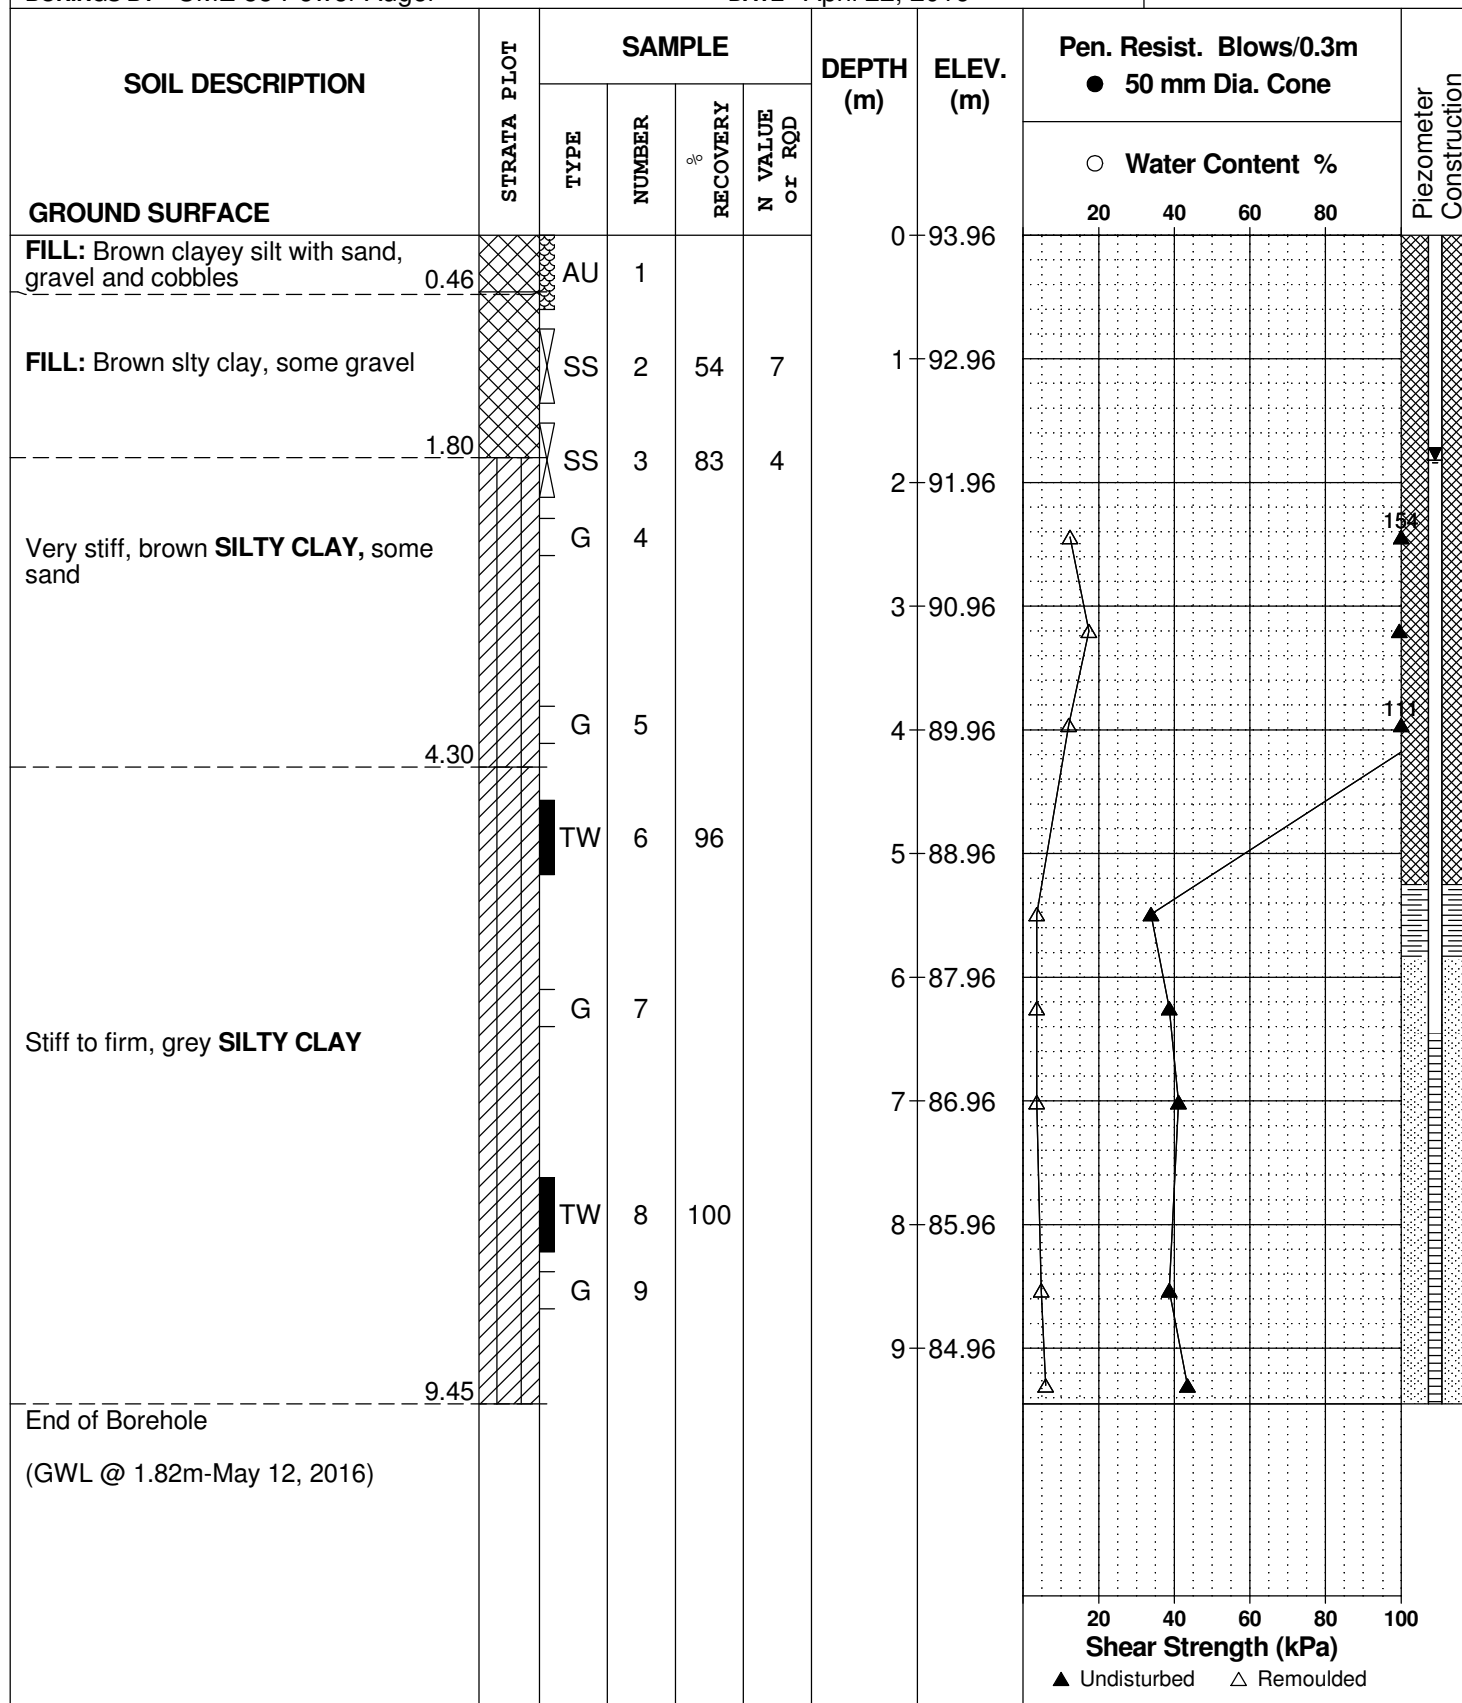 SOIL DESCRIPTION
GROUND SURFACE
STRATA PLOT
SAMPLE
TYPE
NUMBER
% RECOVERY
N VALUE or RQD
DEPTH (m)
ELEV. (m)
Pen. Resist. Blows/0.3m
● 50 mm Dia. Cone
○ Water Content %
20 40 60 80
Piezometer Construction
0 93.96
FILL: Brown clayey silt with sand,
gravel and cobbles 0.46
AU 1
FILL: Brown slty clay, some gravel
SS 2 54 7
1 92.96
1.80
SS 3 83 4
2 91.96
154
Very stiff, brown SILTY CLAY, some
sand
G 4
3 90.96
111
G 5
4 89.96
4.30
TW 6 96
5 88.96
6 87.96
G 7
Stiff to firm, grey SILTY CLAY
7 86.96
TW 8 100
8 85.96
G 9
9 84.96
9.45
End of Borehole
(GWL @ 1.82m-May 12, 2016)
20 40 60 80 100
Shear Strength (kPa)
▲ Undisturbed △ Remoulded